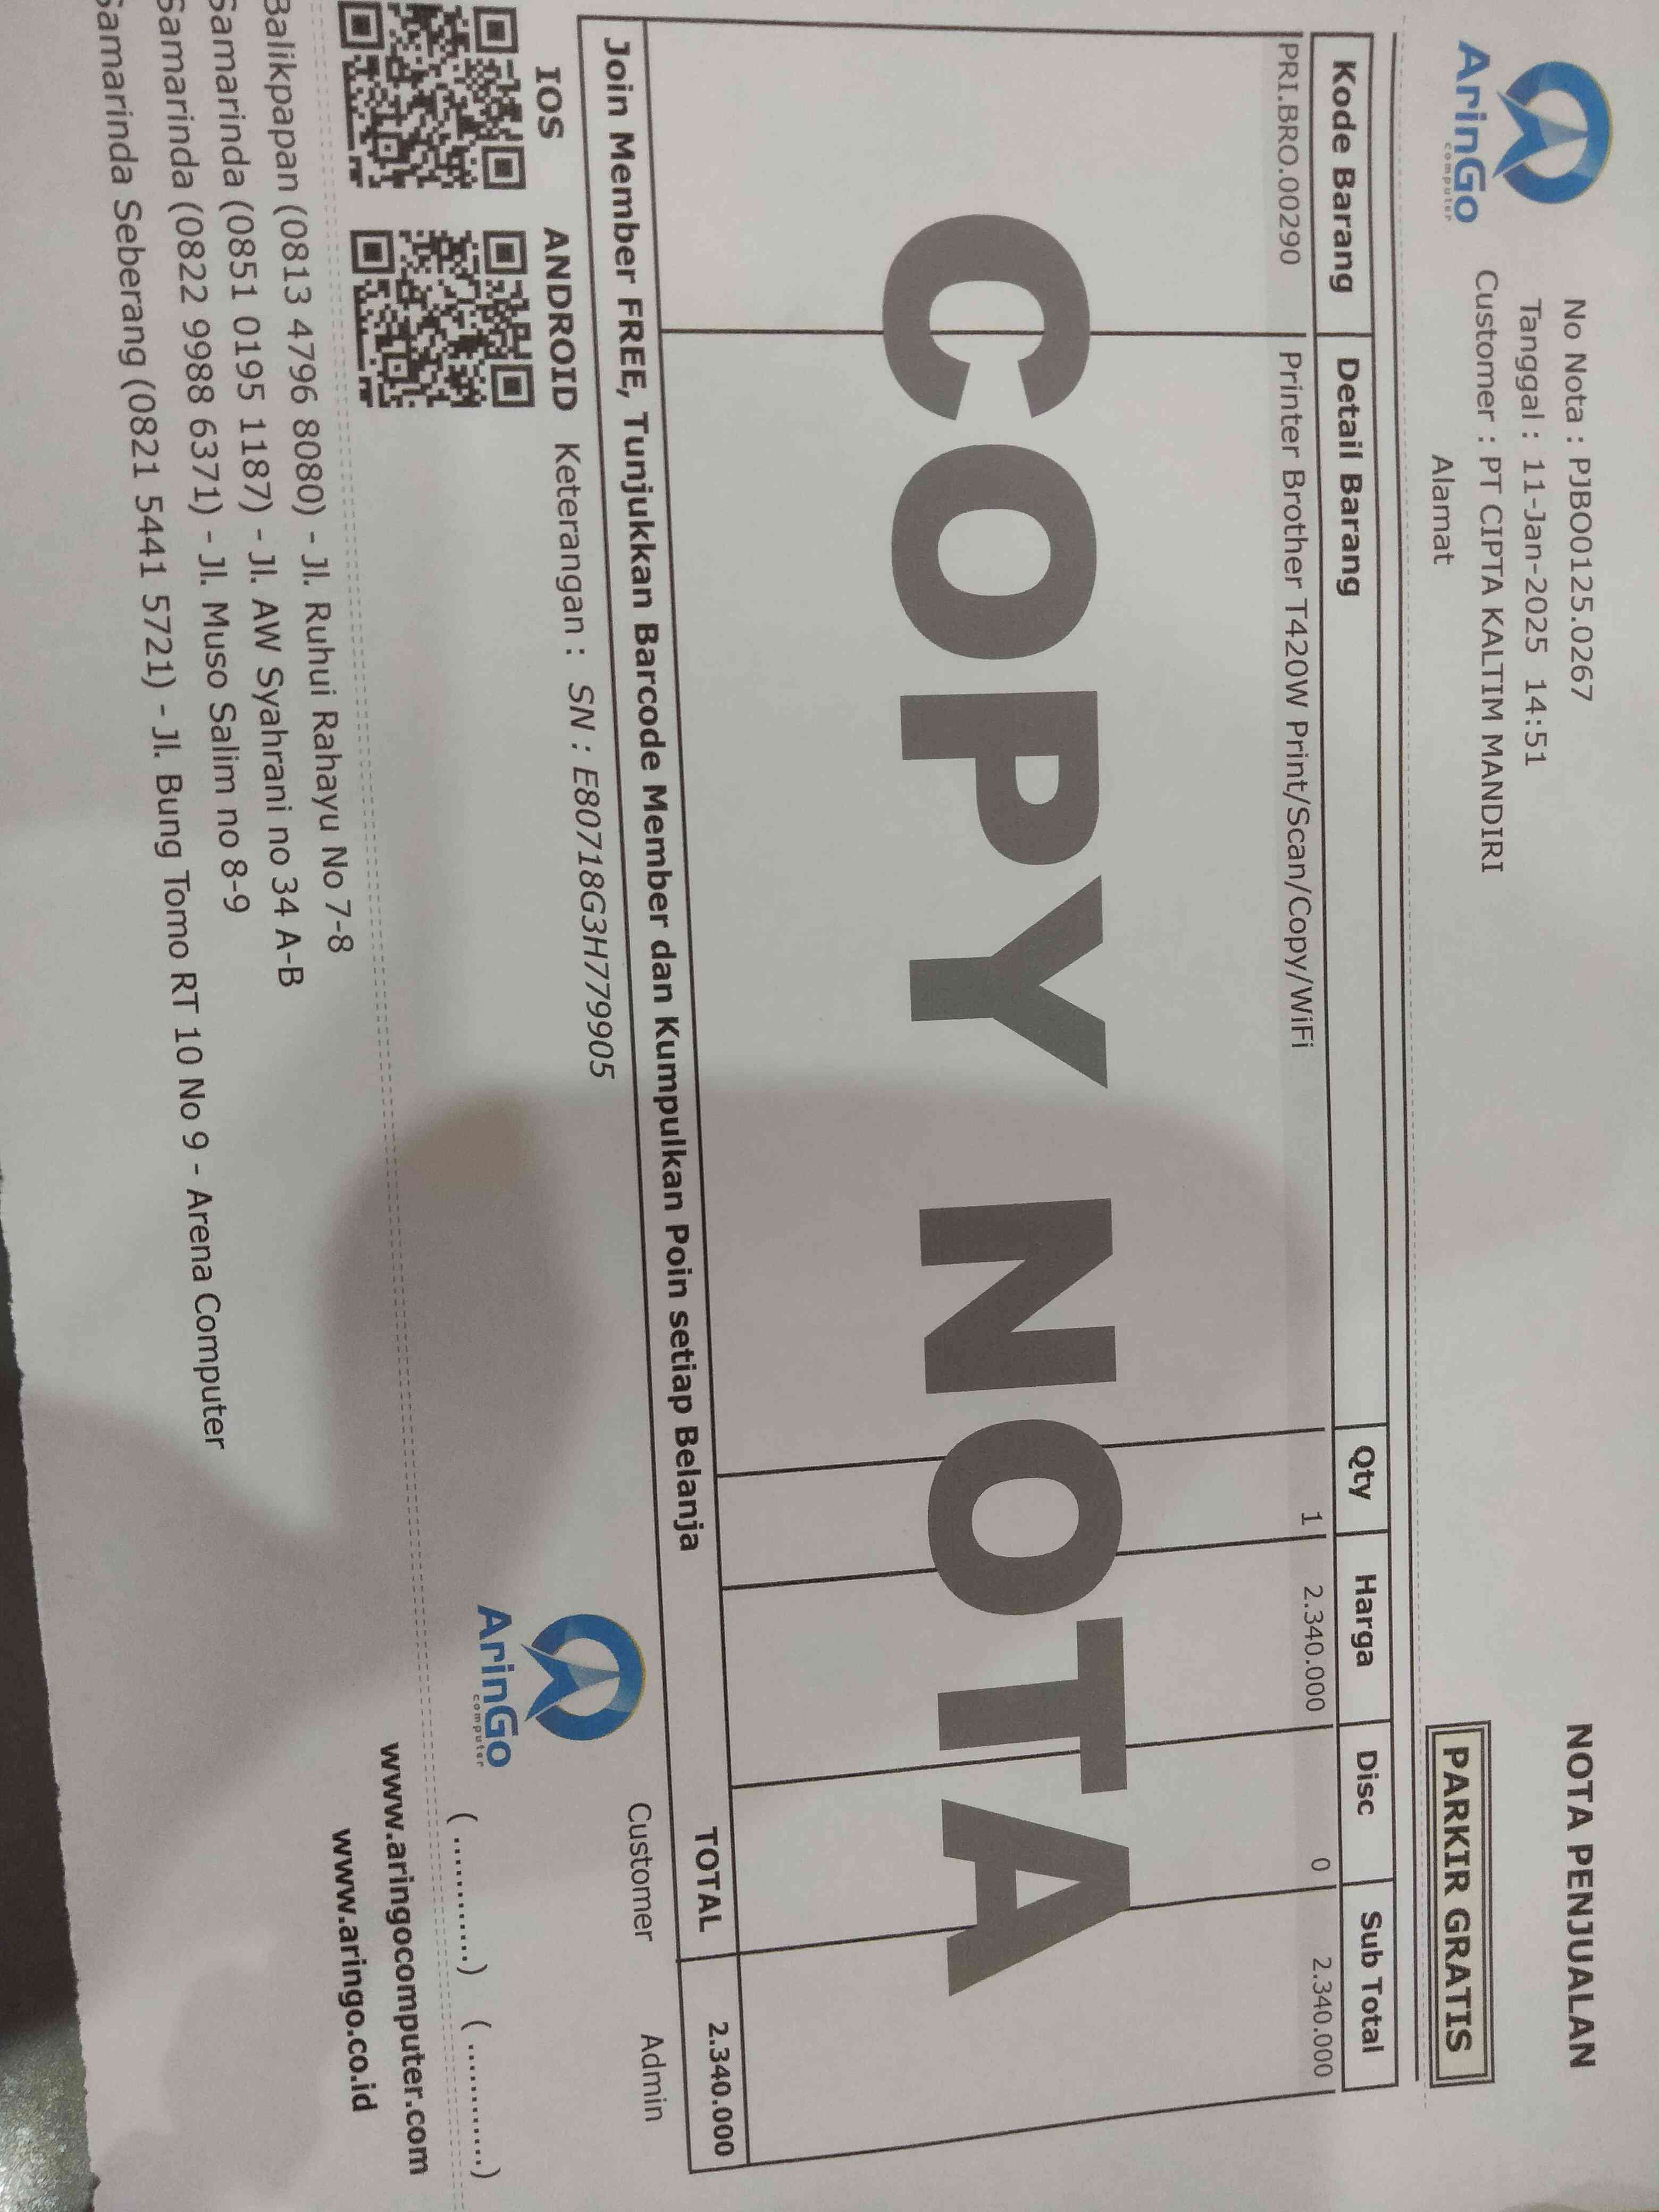 ArinGo
computer
No Nota : PJBO0125.0267
Tanggal : 11-Jan-2025 14:51
Customer : PT CIPTA KALTIM MANDIRI
Alamat
NOTA PENJUALAN
PARKIR GRATIS
Kode Barang Detail Barang Qty Harga Disc Sub Total
PRI.BRO.00290 Printer Brother T420W Print/Scan/Copy/WiFi 1 2.340.000 0 2.340.000
COPY NOTA
Join Member FREE, Tunjukkan Barcode Member dan Kumpulkan Poin setiap Belanja TOTAL 2.340.000
IOS ANDROID Keterangan : SN : E80718G3H779905
Customer Admin
ArinGo
computer
( ...........) ( ...........)
Balikpapan (0813 4796 8080) - Jl. Ruhui Rahayu No 7-8
Samarinda (0851 0195 1187) - Jl. AW Syahrani no 34 A-B
Samarinda (0822 9988 6371) - Jl. Muso Salim no 8-9
Samarinda Seberang (0821 5441 5721) - Jl. Bung Tomo RT 10 No 9 - Arena Computer
www.aringocomputer.com
www.aringo.co.id